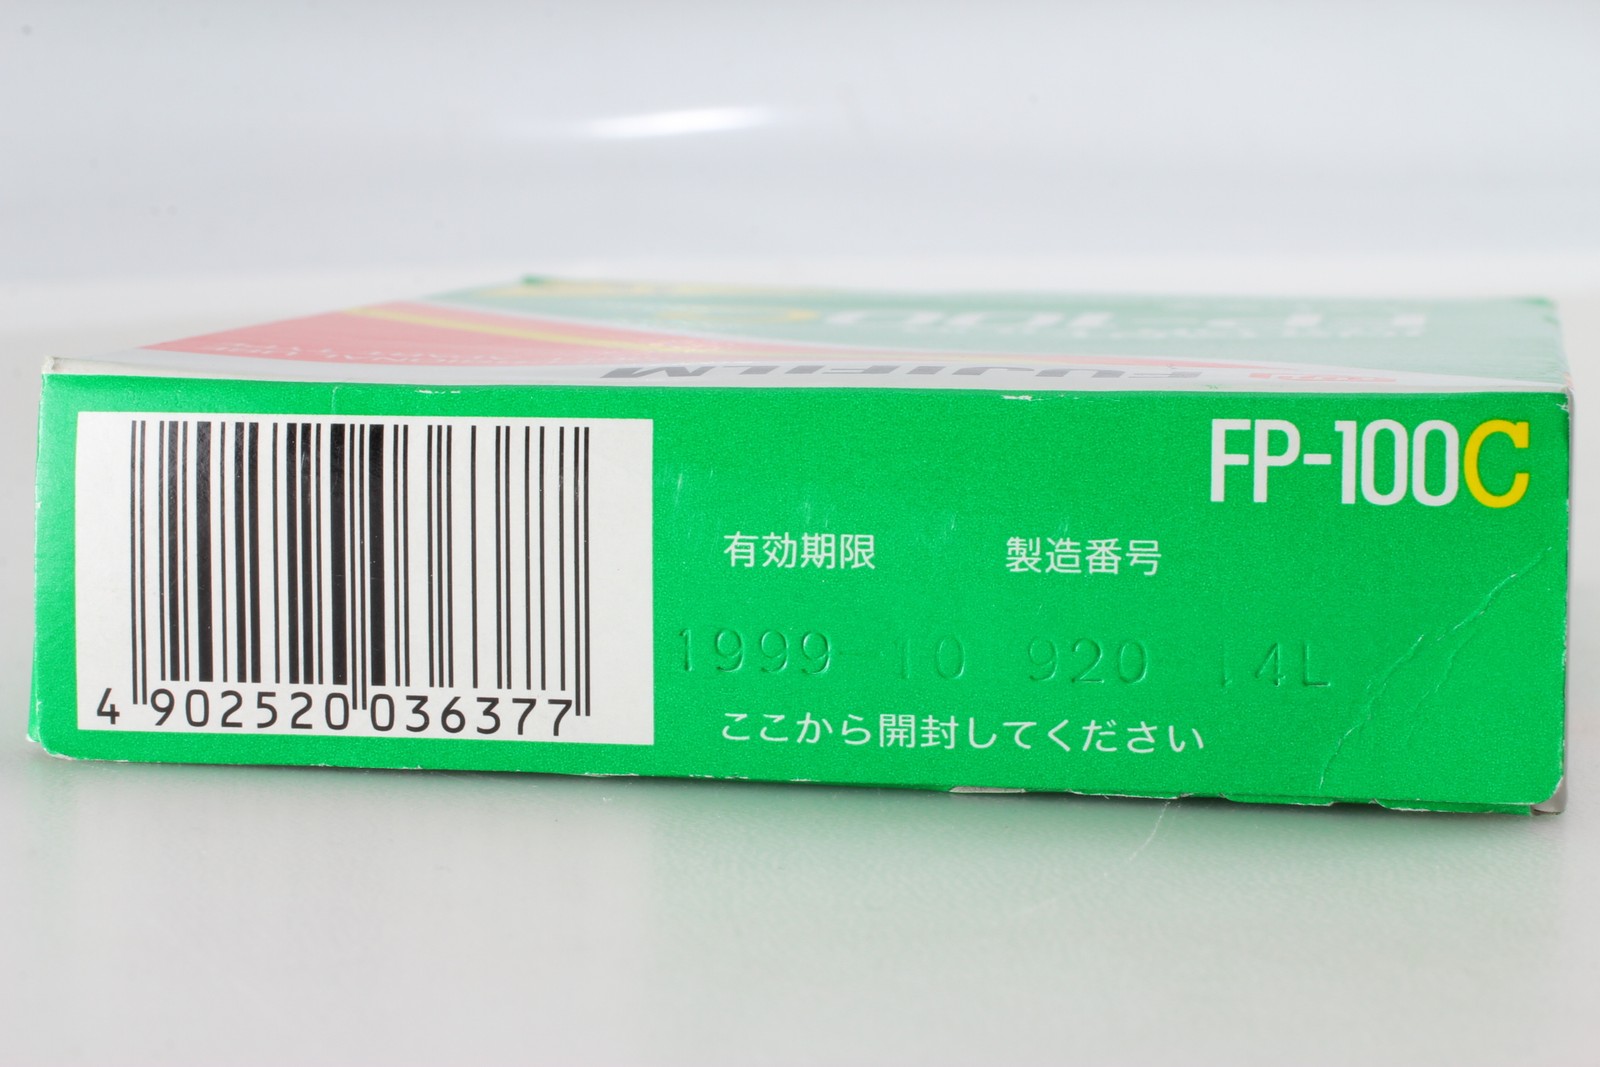 FUJIFILM
FP-100C
有効期限 製造番号
1999 10 920 14L
ここから開封してください
4 902520 036377